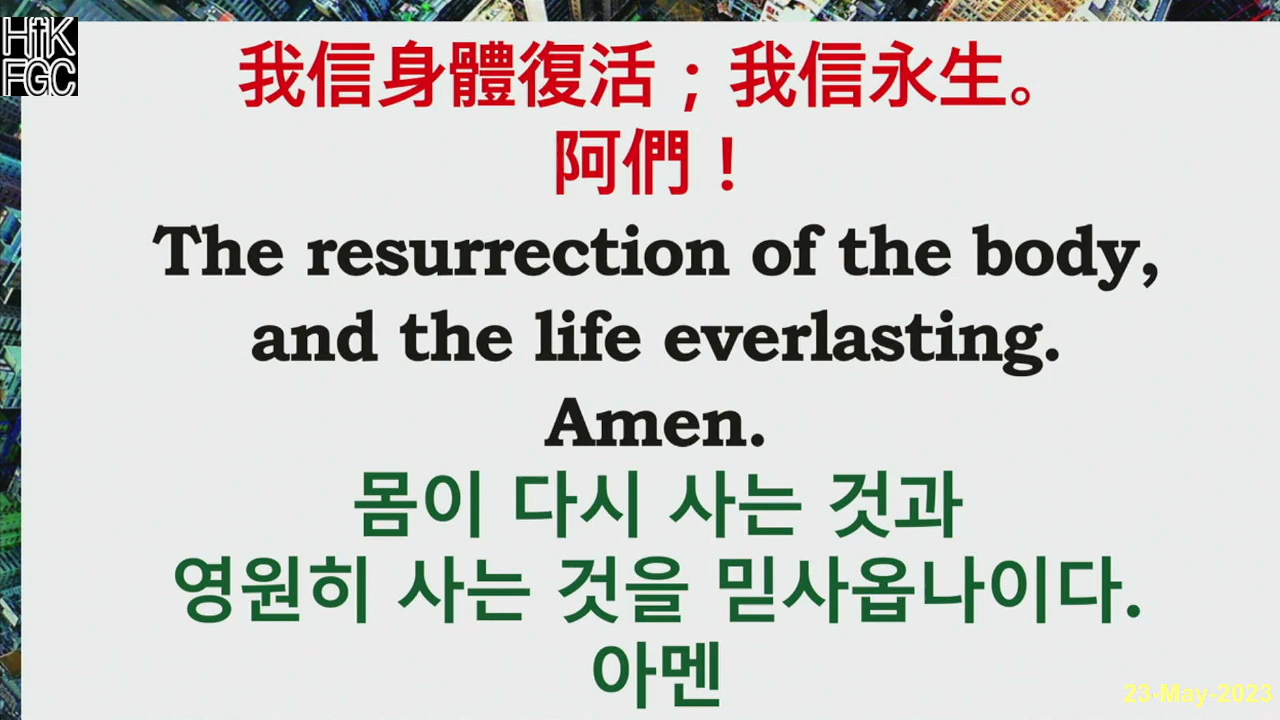 HfK
FGC
我信身體復活；我信永生。
阿們！
The resurrection of the body,
and the life everlasting.
Amen.
몸이 다시 사는 것과
영원히 사는 것을 믿사옵나이다.
아멘
23-May-2023